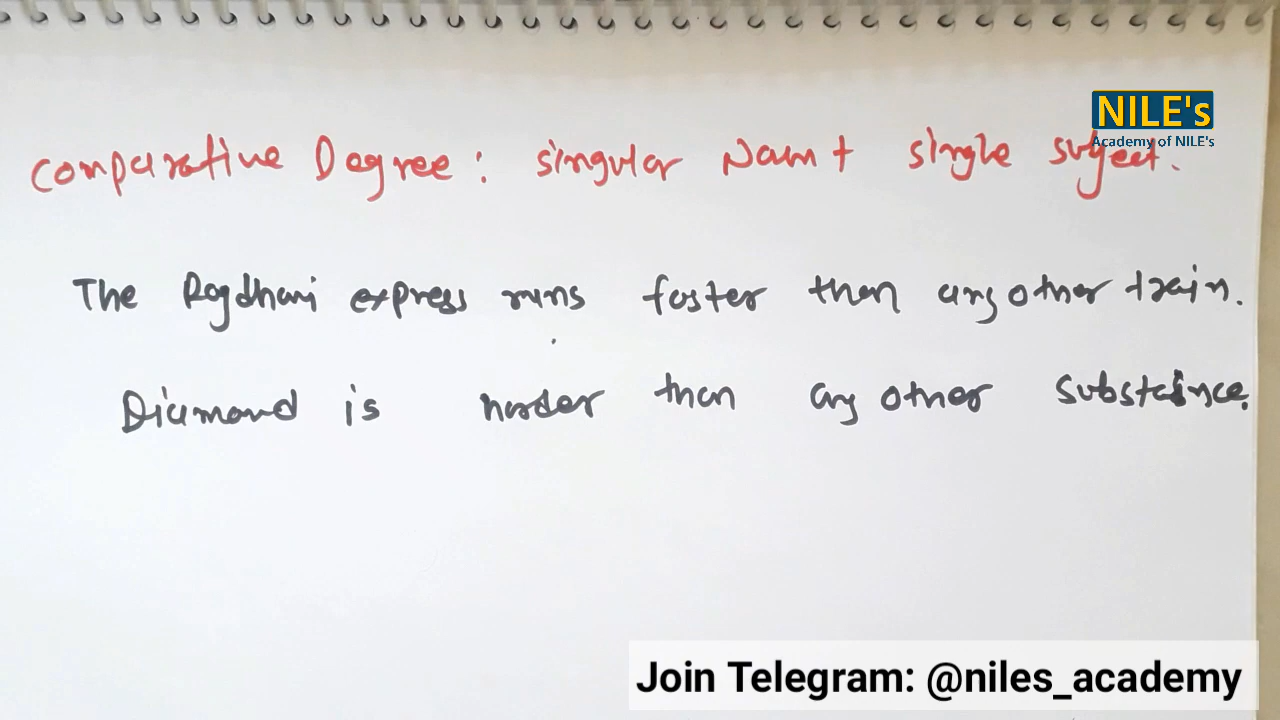 NILE's
Academy of NILE's
Comparative Degree: singular Noun + single subject.
The Rajdhani express runs faster than any other train.
Diamond is harder than any other substaince.
Join Telegram: @niles_academy